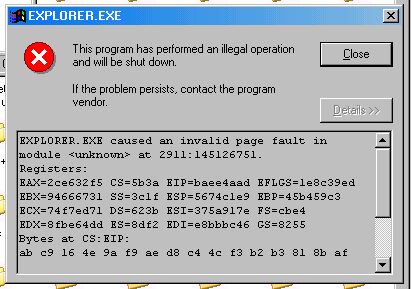 EXPLORER.EXE
This program has performed an illegal operation
and will be shut down.
If the problem persists, contact the program
vendor.
Close
Details >>
EXPLORER.EXE caused an invalid page fault in
module <unknown> at 2911:145126751.
Registers:
EAX=2ce632f5 CS=5b3a EIP=baee4aad EFLGS=1e8c39ed
EBX=94666731 SS=3c1f ESP=5674c1e9 EBP=45b459c3
ECX=74f7ed71 DS=623b ESI=375a917e FS=cbe4
EDX=8fbe64dd ES=8df2 EDI=e8bbbc46 GS=8255
Bytes at CS:EIP:
ab c9 16 4e 9a f9 ae d8 c4 4c f3 b2 b3 81 8b af